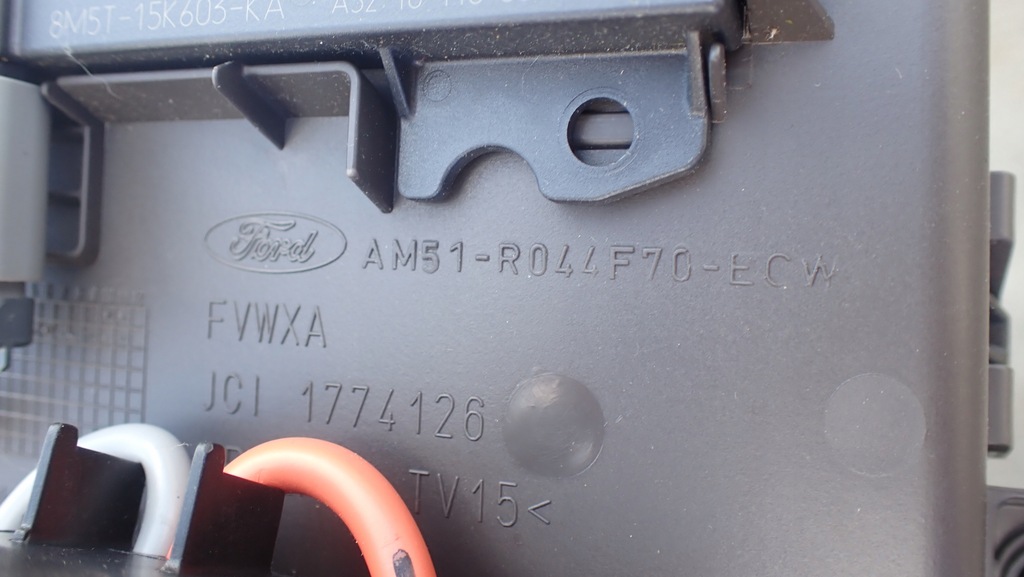 8M5T-15K603-KA
Ford AM51-R044F70-ECW
FVWXA
JCI 1774126
TV15<